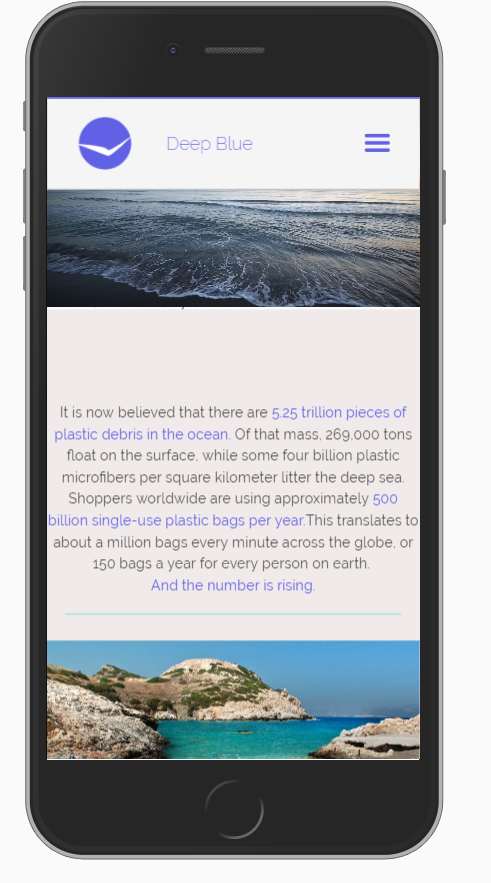 Deep Blue
It is now believed that there are 5.25 trillion pieces of
plastic debris in the ocean. Of that mass, 269,000 tons
float on the surface, while some four billion plastic
microfibers per square kilometer litter the deep sea.
Shoppers worldwide are using approximately 500
billion single-use plastic bags per year.This translates to
about a million bags every minute across the globe, or
150 bags a year for every person on earth.
And the number is rising.